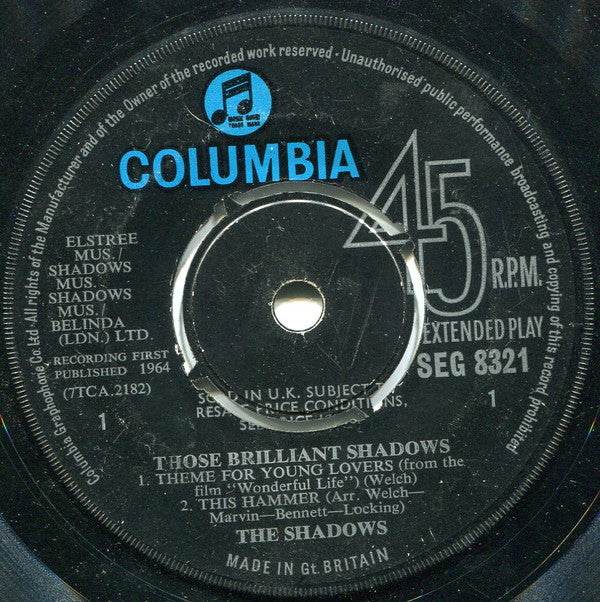 Columbia Graphophone Co. Ltd. · All rights of the Manufacturer and of the Owner of the recorded work reserved · Unauthorised public performance broadcasting and copying of this record prohibited
COLUMBIA
45
R.P.M.
EXTENDED PLAY
SEG 8321
ELSTREE
MUS.
SHADOWS
MUS.
SHADOWS
MUS.
BELINDA
(LDN.) LTD.
RECORDING FIRST
PUBLISHED 1964
(7TCA.2182)
IN U.K. SUBJECT
PRICE CONDITIONS,
1
1
THOSE BRILLIANT SHADOWS
1. THEME FOR YOUNG LOVERS (from the
film "Wonderful Life") (Welch)
2. THIS HAMMER (Arr. Welch—
Marvin—Bennett—Locking)
THE SHADOWS
MADE IN Gt. BRITAIN